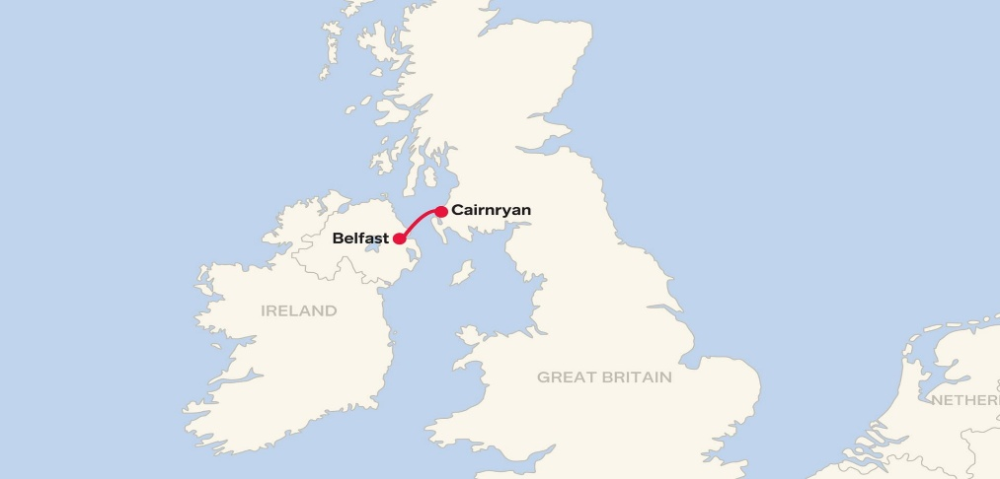 Cairnryan
Belfast
IRELAND
GREAT BRITAIN
NETHER